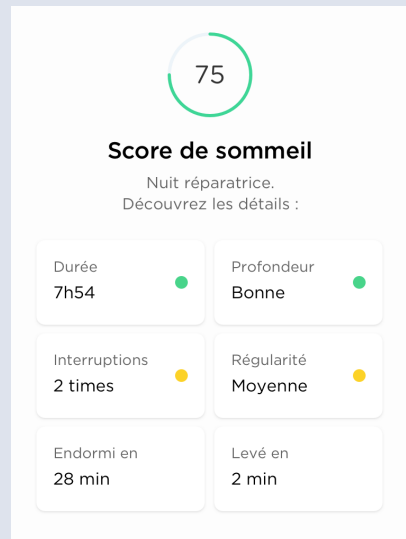 75
Score de sommeil
Nuit réparatrice.
Découvrez les détails :
Durée
7h54
Profondeur
Bonne
Interruptions
2 times
Régularité
Moyenne
Endormi en
28 min
Levé en
2 min